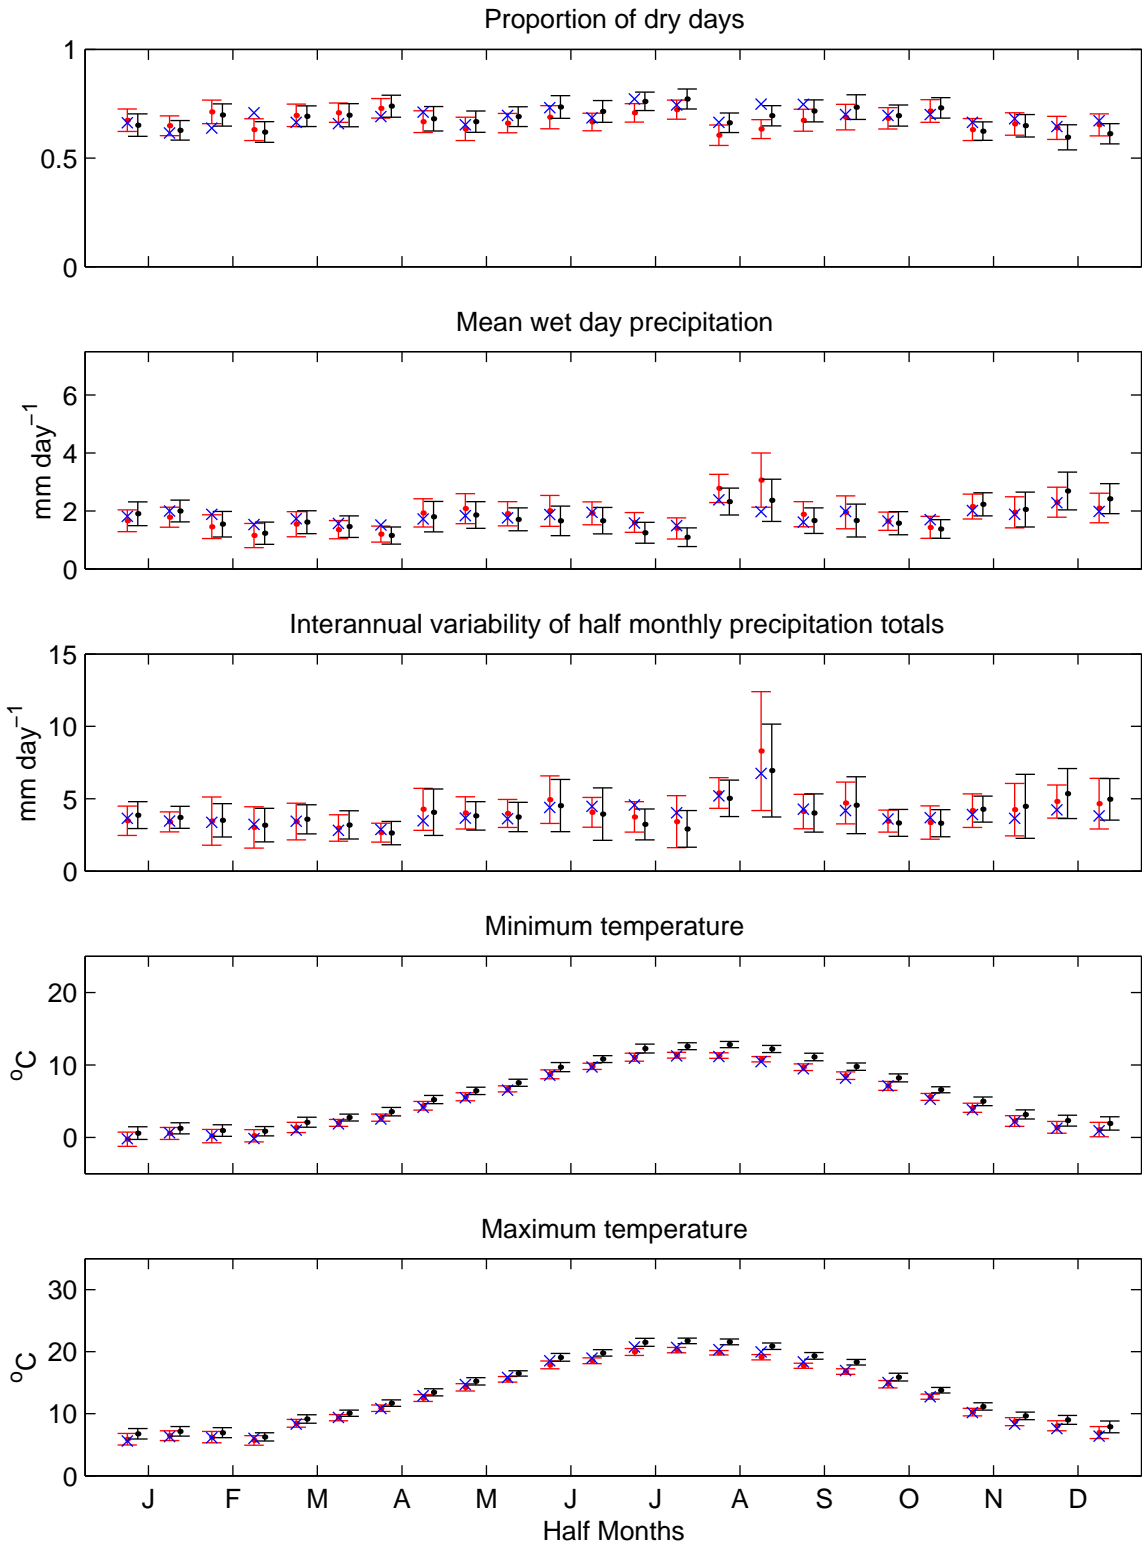 Proportion of dry days
1
0.5
0
Mean wet day precipitation
6
4
2
0
mm day⁻¹
Interannual variability of half monthly precipitation totals
15
10
5
0
mm day⁻¹
Minimum temperature
20
10
0
ºC
Maximum temperature
30
20
10
0
ºC
J F M A M J J A S O N D
Half Months